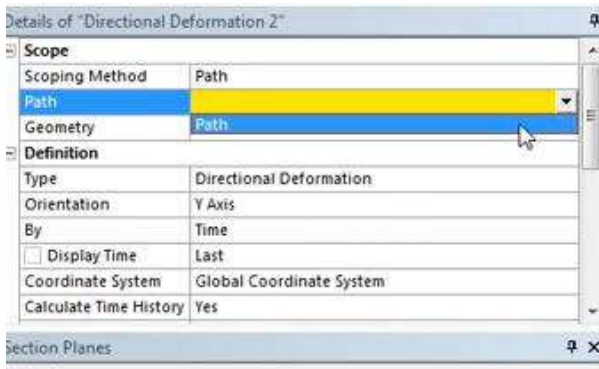 Details of "Directional Deformation 2"
Scope
Scoping Method Path
Path
Geometry Path
Definition
Type Directional Deformation
Orientation Y Axis
By Time
Display Time Last
Coordinate System Global Coordinate System
Calculate Time History Yes
Section Planes